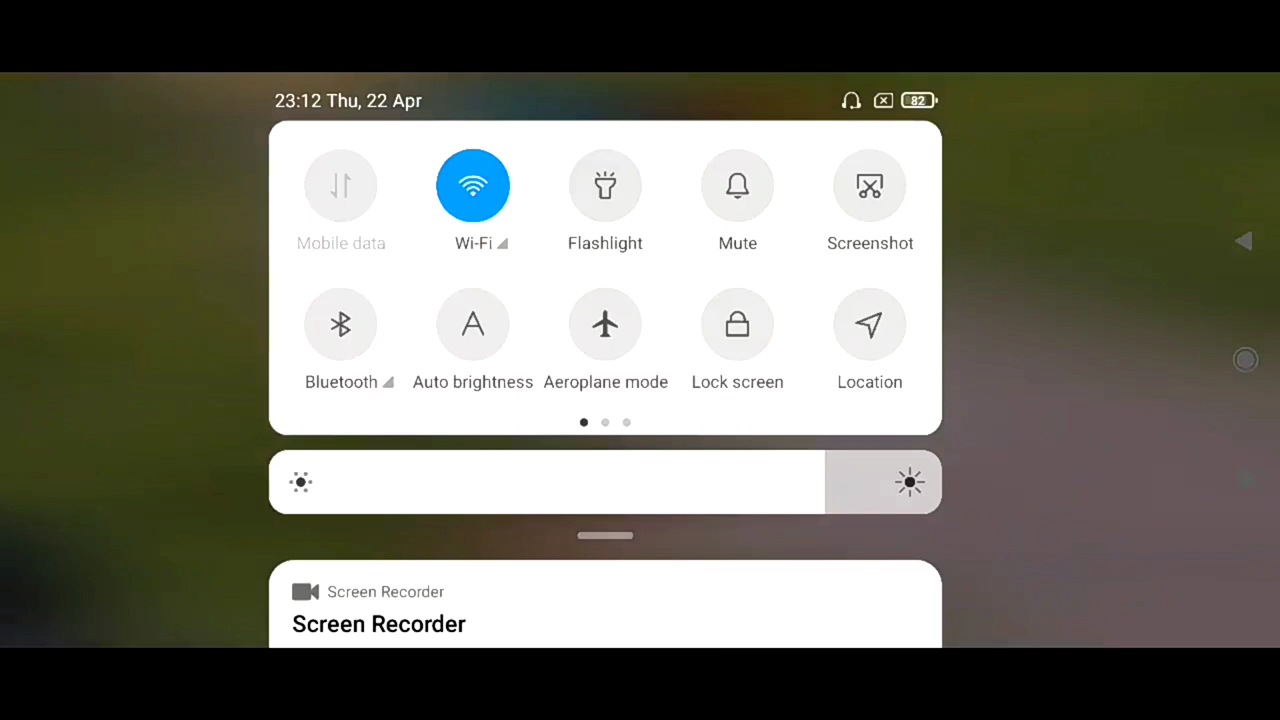 23:12 Thu, 22 Apr 82
Mobile data Wi-Fi Flashlight Mute Screenshot
A
Bluetooth Auto brightness Aeroplane mode Lock screen Location
Screen Recorder
Screen Recorder